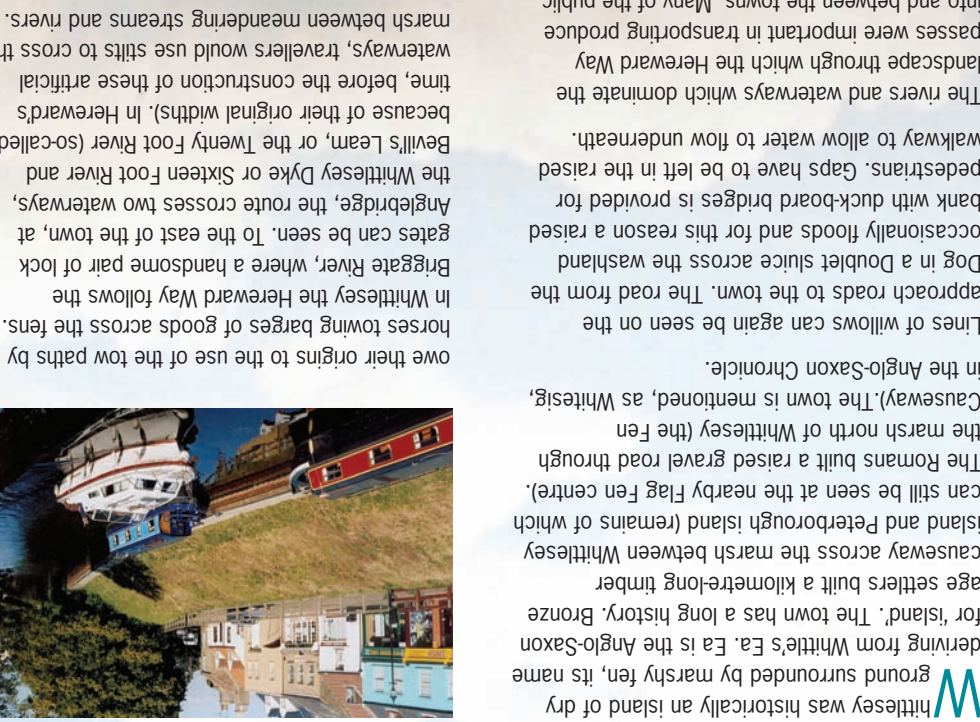 Whittlesey was historically an island of dry
ground surrounded by marshy fen, its name
deriving from Whittle's Ea. Ea is the Anglo-Saxon
for 'island'. The town has a long history. Bronze
age settlers built a kilometre-long timber
causeway across the marsh between Whittlesey
island and Peterborough island (remains of which
can still be seen at the nearby Flag Fen centre).
The Romans built a raised gravel road through
the marsh north of Whittlesey (the Fen
Causeway).The town is mentioned, as Whitesig,
in the Anglo-Saxon Chronicle.
Lines of willows can again be seen on the
approach roads to the town. The road from the
Dog in a Doublet sluice across the washland
occasionally floods and for this reason a raised
bank with duck-board bridges is provided for
pedestrians. Gaps have to be left in the raised
walkway to allow water to flow underneath.
The rivers and waterways which dominate the
landscape through which the Hereward Way
passes were important in transporting produce
into and between the towns. Many of the public
owe their origins to the use of the tow paths by
horses towing barges of goods across the fens.
In Whittlesey the Hereward Way follows the
Briggate River, where a handsome pair of lock
gates can be seen. To the east of the town, at
Anglebridge, the route crosses two waterways,
the Whittlesey Dyke or Sixteen Foot River and
Bevill's Leam, or the Twenty Foot River (so-called
because of their original widths). In Hereward's
time, before the construction of these artificial
waterways, travellers would use stilts to cross th
marsh between meandering streams and rivers.